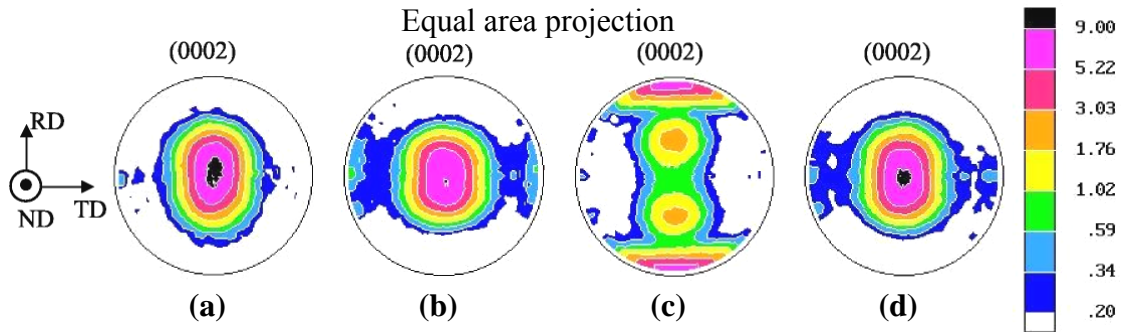 Equal area projection
(0002)
(0002)
(0002)
(0002)
RD
ND
TD
9.00
5.22
3.03
1.76
1.02
.59
.34
.20
(a)
(b)
(c)
(d)